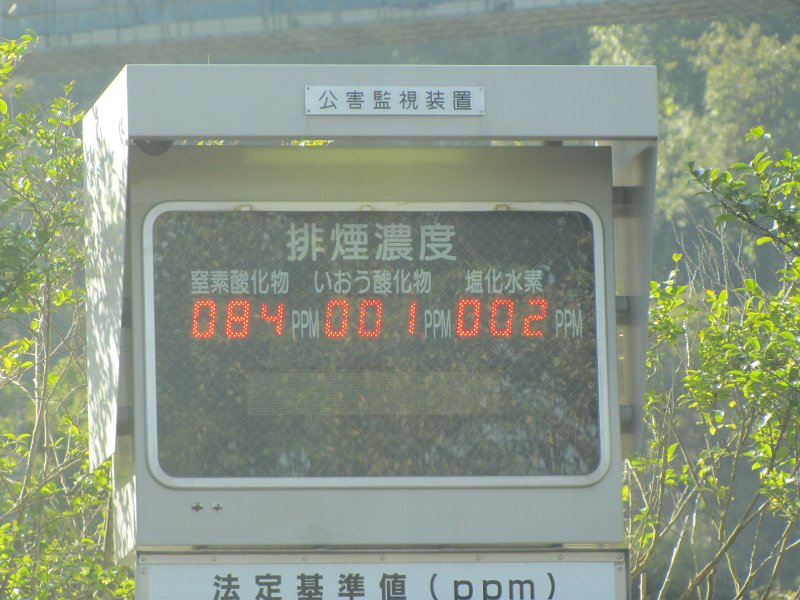 公害監視装置
排煙濃度
窒素酸化物 いおう酸化物 塩化水素
084 PPM 001 PPM 002 PPM
法定基準値(ppm)